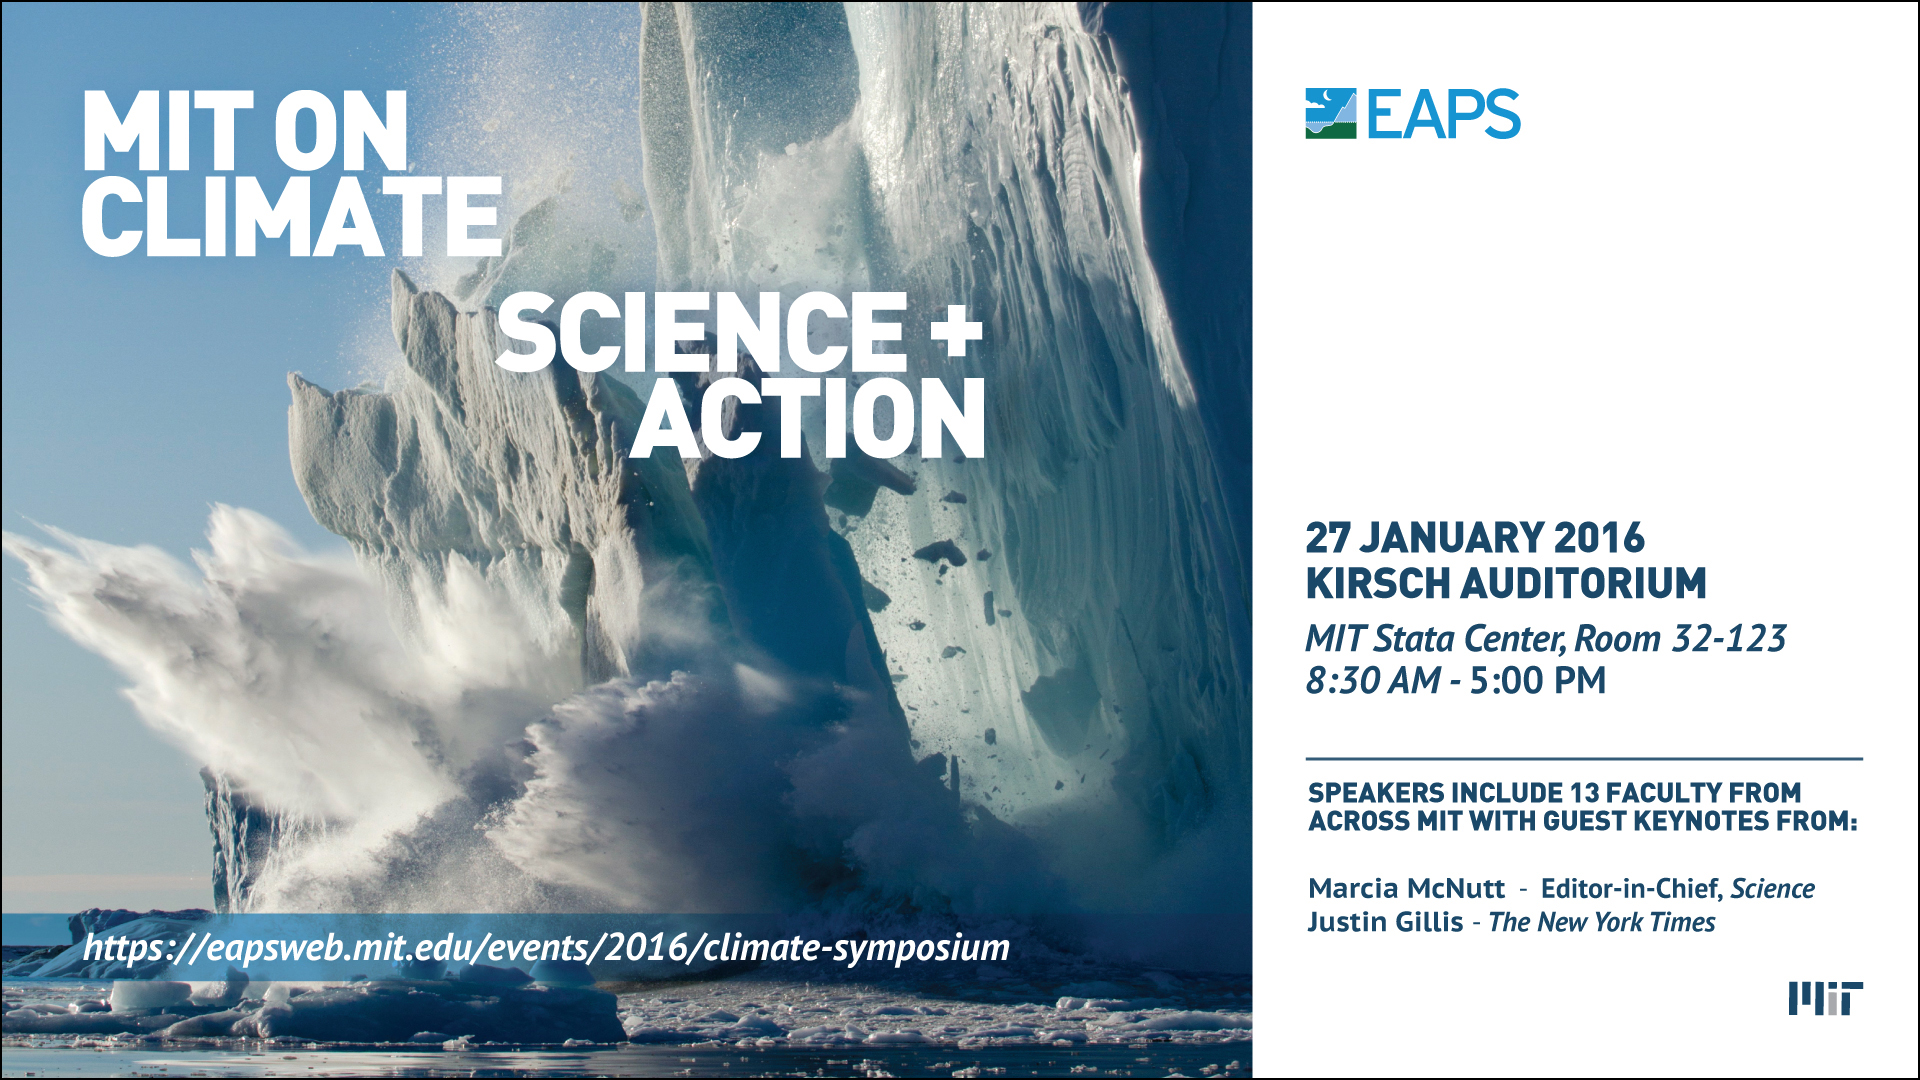 MIT ON
CLIMATE
SCIENCE +
ACTION
https://eapsweb.mit.edu/events/2016/climate-symposium
EAPS
27 JANUARY 2016
KIRSCH AUDITORIUM
MIT Stata Center, Room 32-123
8:30 AM - 5:00 PM
SPEAKERS INCLUDE 13 FACULTY FROM
ACROSS MIT WITH GUEST KEYNOTES FROM:
Marcia McNutt - Editor-in-Chief, Science
Justin Gillis - The New York Times
MIT